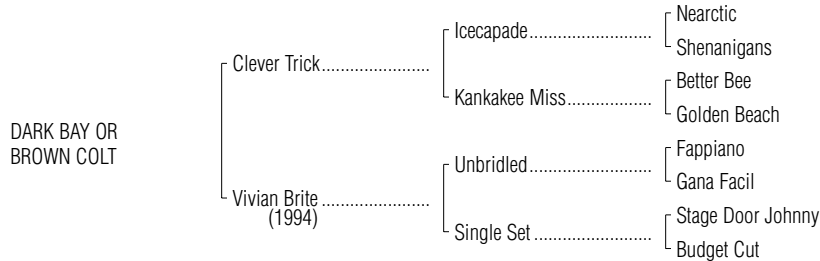 Nearctic
Icecapade..............................
Shenanigans
Clever Trick......................
Better Bee
Kankakee Miss.....................
Golden Beach
DARK BAY OR
BROWN COLT
Fappiano
Unbridled..............................
Gana Facil
Vivian Brite ......................
(1994)
Stage Door Johnny
Single Set .............................
Budget Cut